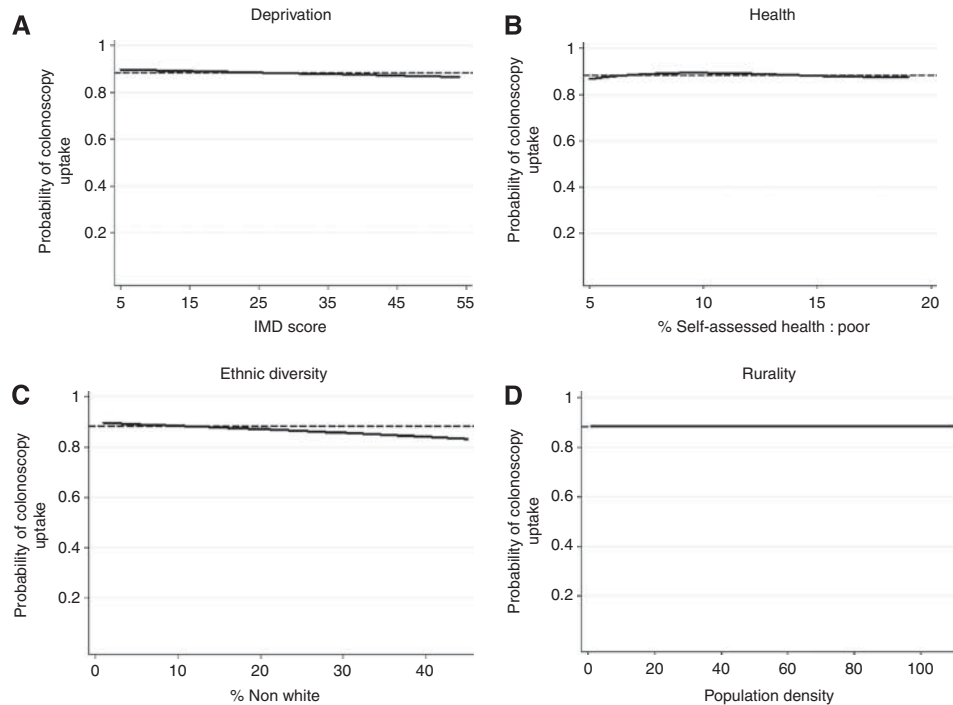 A
Deprivation
Probability of colonoscopy
uptake
1
0.8
0.6
0.4
0.2
5 15 25 35 45 55
IMD score
B
Health
Probability of colonoscopy
uptake
1
0.8
0.6
0.4
0.2
5 10 15 20
% Self-assessed health : poor
C
Ethnic diversity
Probability of colonoscopy
uptake
1
0.8
0.6
0.4
0.2
0 10 20 30 40
% Non white
D
Rurality
Probability of colonoscopy
uptake
1
0.8
0.6
0.4
0.2
0 20 40 60 80 100
Population density